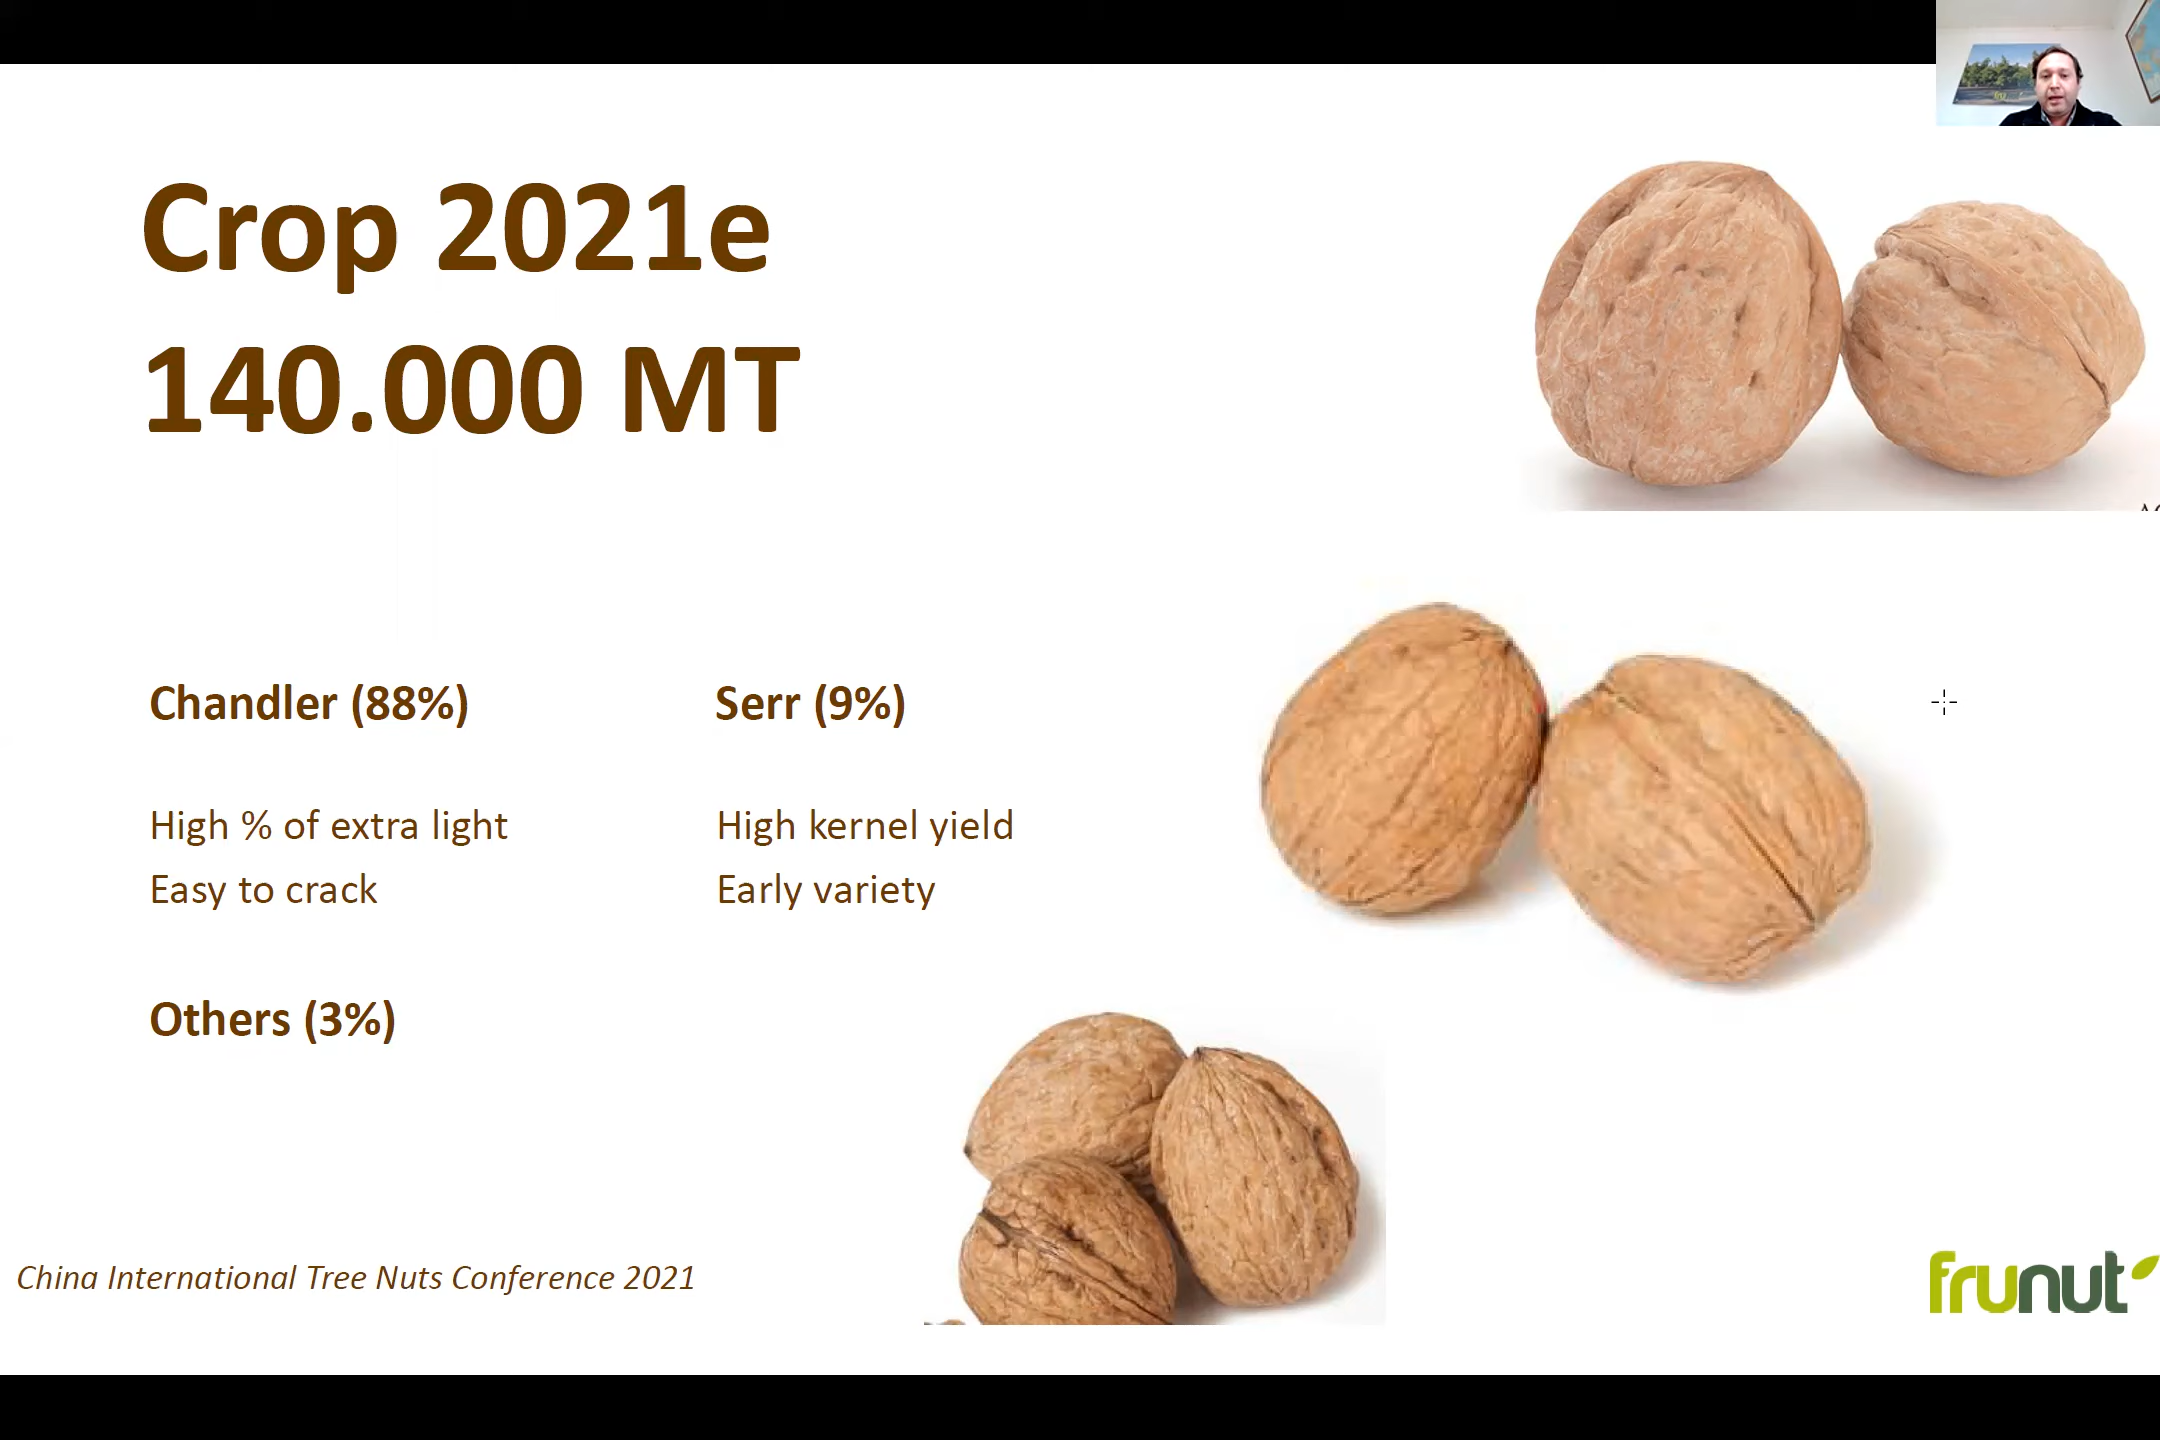 Crop 2021e
140.000 MT
Chandler (88%)
High % of extra light
Easy to crack
Serr (9%)
High kernel yield
Early variety
Others (3%)
China International Tree Nuts Conference 2021
frunut